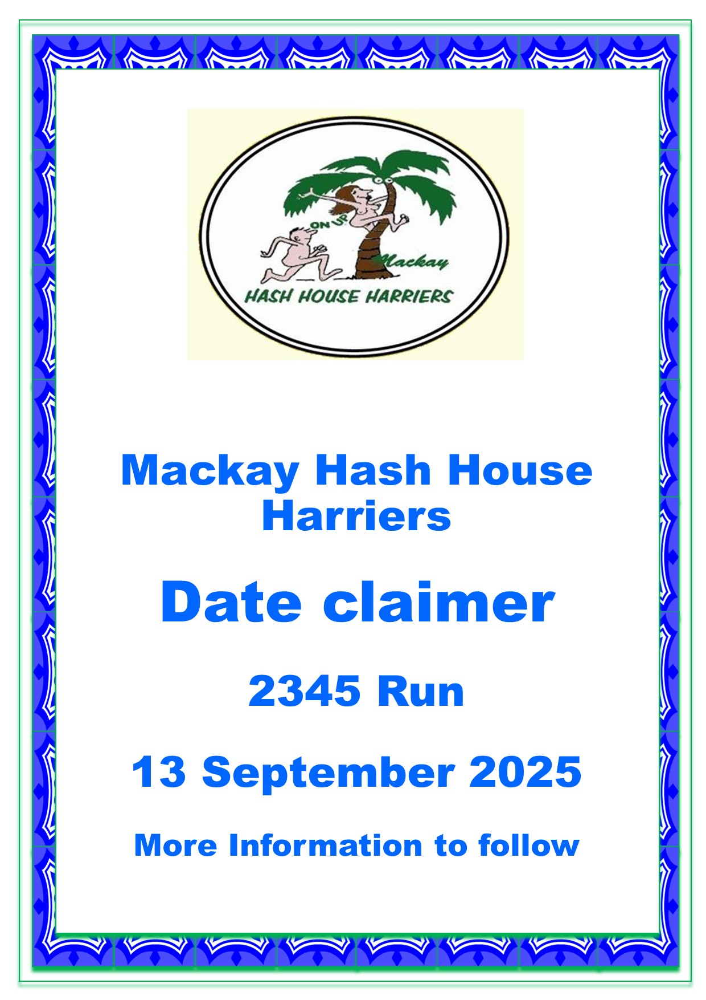 ON UP
Mackay
HASH HOUSE HARRIERS
Mackay Hash House
Harriers
Date claimer
2345 Run
13 September 2025
More Information to follow